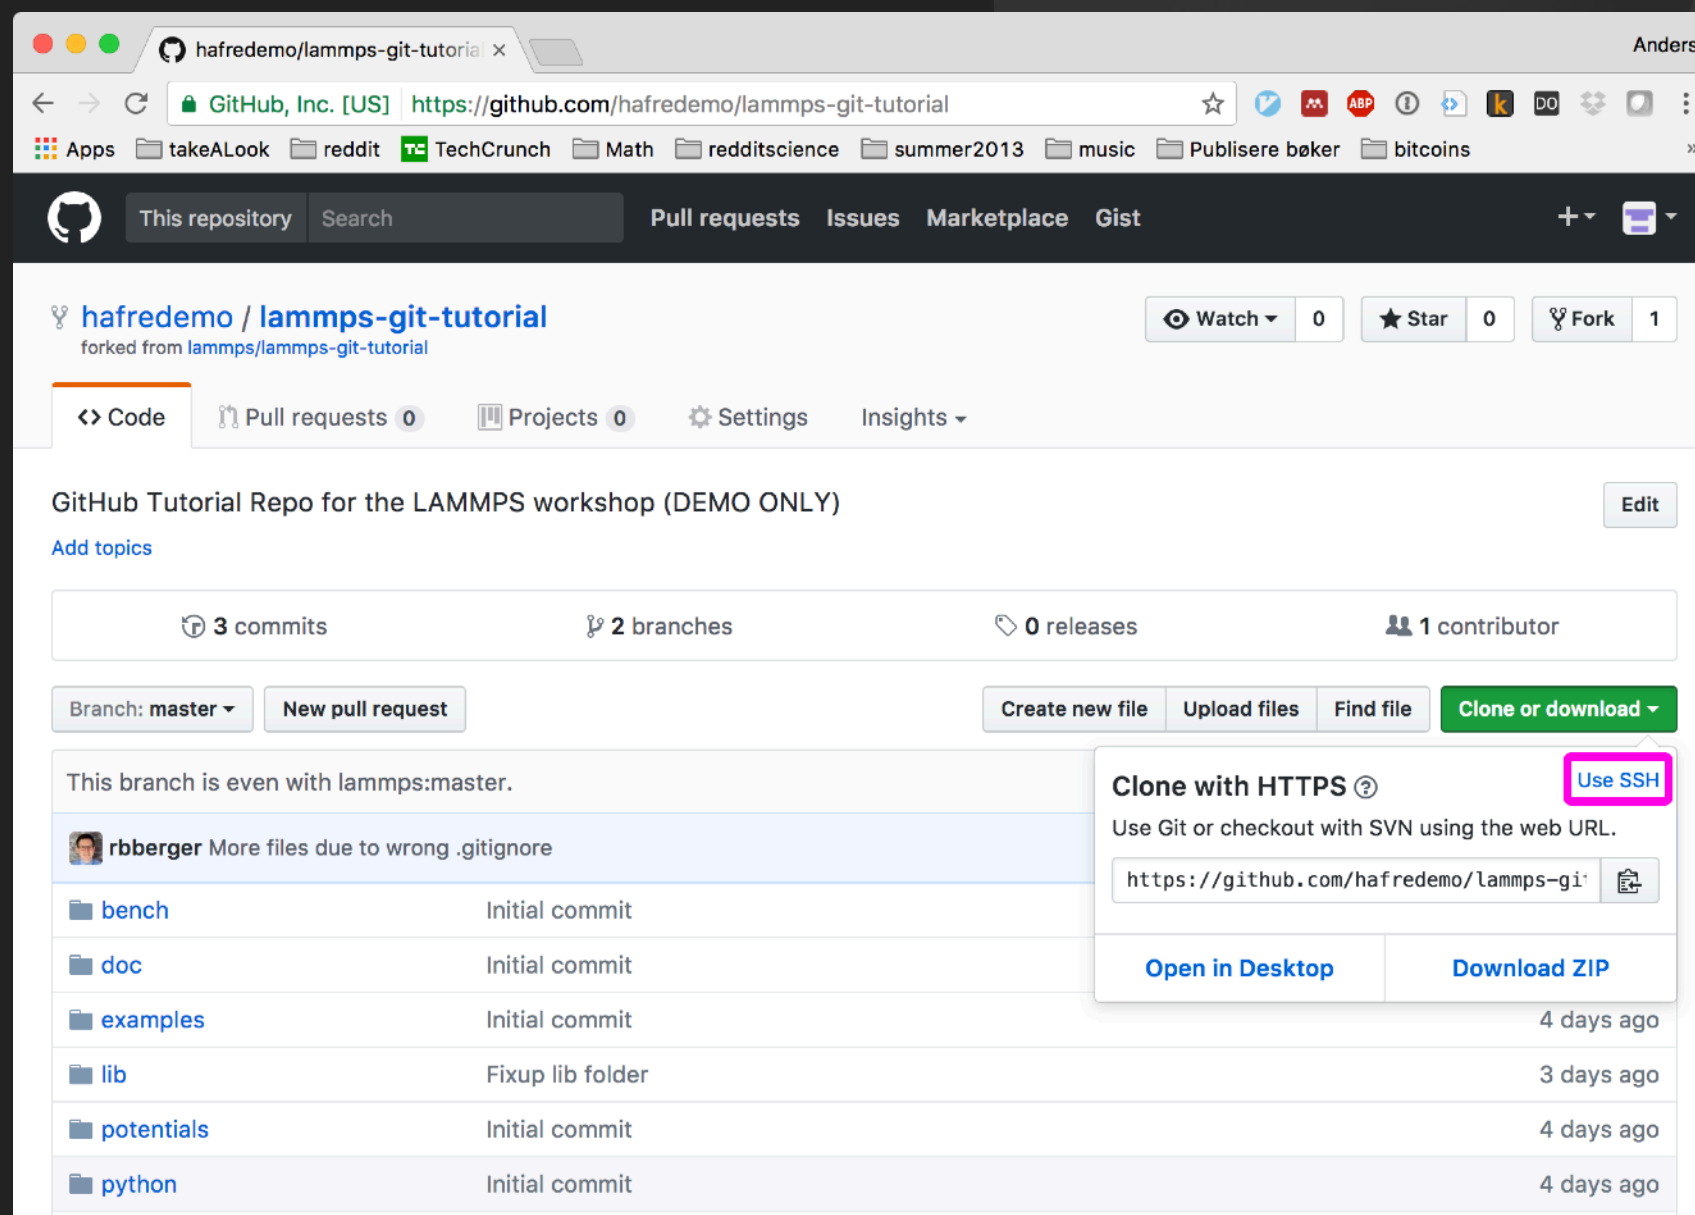 hafredemo/lammps-git-tutorial
Anders
GitHub, Inc. [US] https://github.com/hafredemo/lammps-git-tutorial
ABP
k
DO
Apps takeALook reddit TC TechCrunch Math redditscience summer2013 music Publisere bøker bitcoins »
This repository Search Pull requests Issues Marketplace Gist
hafredemo / lammps-git-tutorial Watch 0 Star 0 Fork 1
forked from lammps/lammps-git-tutorial
Code Pull requests 0 Projects 0 Settings Insights
GitHub Tutorial Repo for the LAMMPS workshop (DEMO ONLY) Edit
Add topics
3 commits 2 branches 0 releases 1 contributor
Branch: master New pull request Create new file Upload files Find file Clone or download
This branch is even with lammps:master.
Clone with HTTPS Use SSH
Use Git or checkout with SVN using the web URL.
rbberger More files due to wrong .gitignore
https://github.com/hafredemo/lammps-git
Open in Desktop Download ZIP
bench Initial commit
doc Initial commit
examples Initial commit 4 days ago
lib Fixup lib folder 3 days ago
potentials Initial commit 4 days ago
python Initial commit 4 days ago